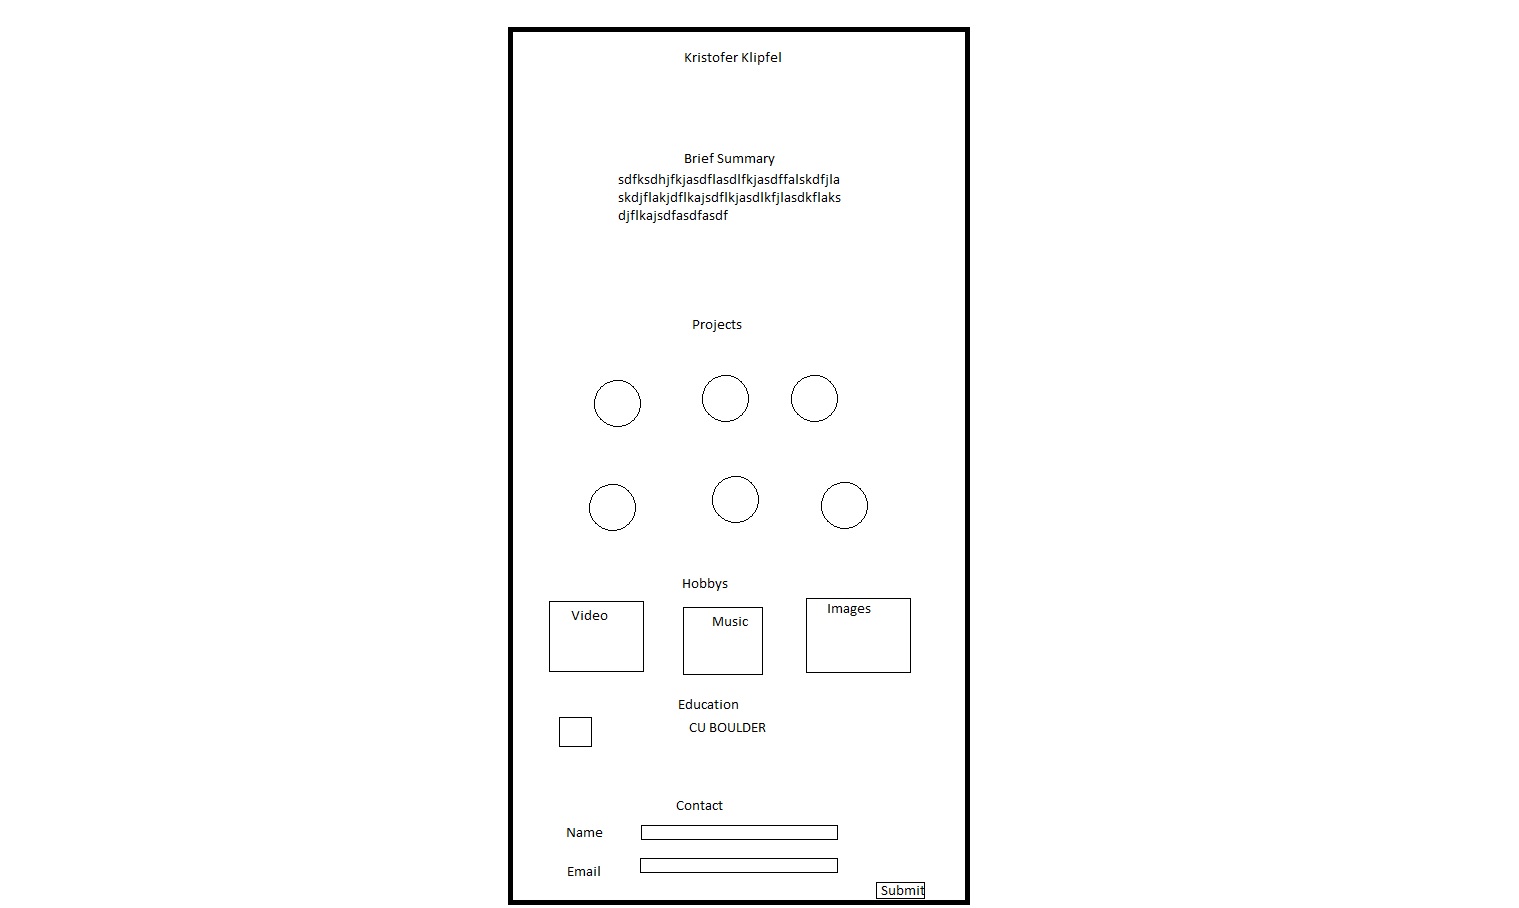 Kristofer Klipfel
Brief Summary
sdfksdhjfkjasdflasdlfkjasdffalskdfjla
skdjflakjdflkajsdflkjasdlkfjlasdkflaks
djflkajsdfasdfasdf
Projects
Hobbys
Video
Music
Images
Education
CU BOULDER
Contact
Name
Email
Submit